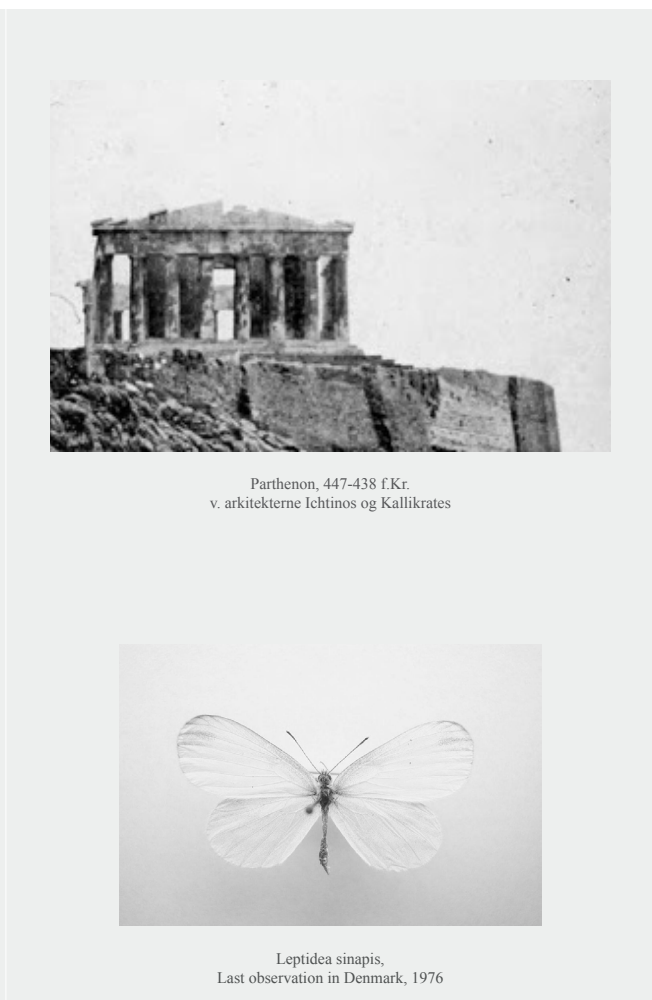 Parthenon, 447-438 f.Kr.
v. arkitekterne Ichtinos og Kallikrates
Leptidea sinapis,
Last observation in Denmark, 1976